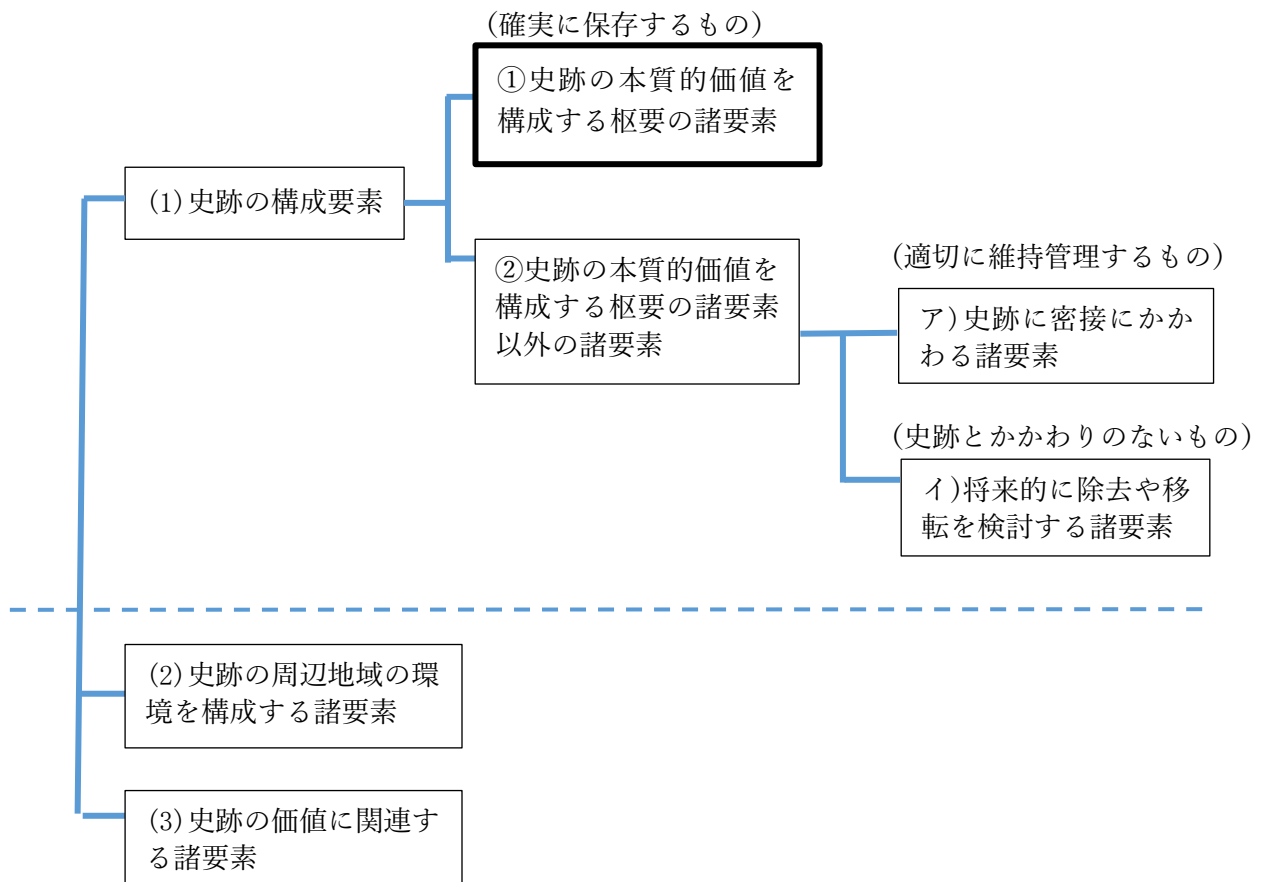 (確実に保存するもの)
①史跡の本質的価値を
構成する枢要の諸要素
(1)史跡の構成要素
②史跡の本質的価値を
構成する枢要の諸要素
以外の諸要素
(適切に維持管理するもの)
ア)史跡に密接にかか
わる諸要素
(史跡とかかわりのないもの)
イ)将来的に除去や移
転を検討する諸要素
(2)史跡の周辺地域の環
境を構成する諸要素
(3)史跡の価値に関連す
る諸要素